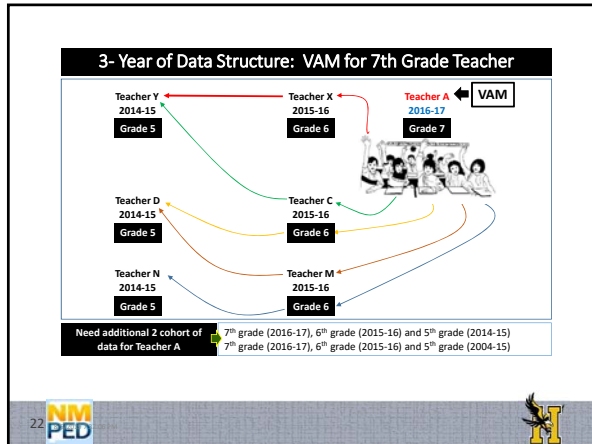 3- Year of Data Structure: VAM for 7th Grade Teacher
Teacher Y
2014-15
Grade 5
Teacher X
2015-16
Grade 6
Teacher A
2016-17
Grade 7
VAM
Teacher D
2014-15
Grade 5
Teacher C
2015-16
Grade 6
Teacher N
2014-15
Grade 5
Teacher M
2015-16
Grade 6
Need additional 2 cohort of
data for Teacher A
7th grade (2016-17), 6th grade (2015-16) and 5th grade (2014-15)
7th grade (2016-17), 6th grade (2015-16) and 5th grade (2004-15)
22
NM
PED
H